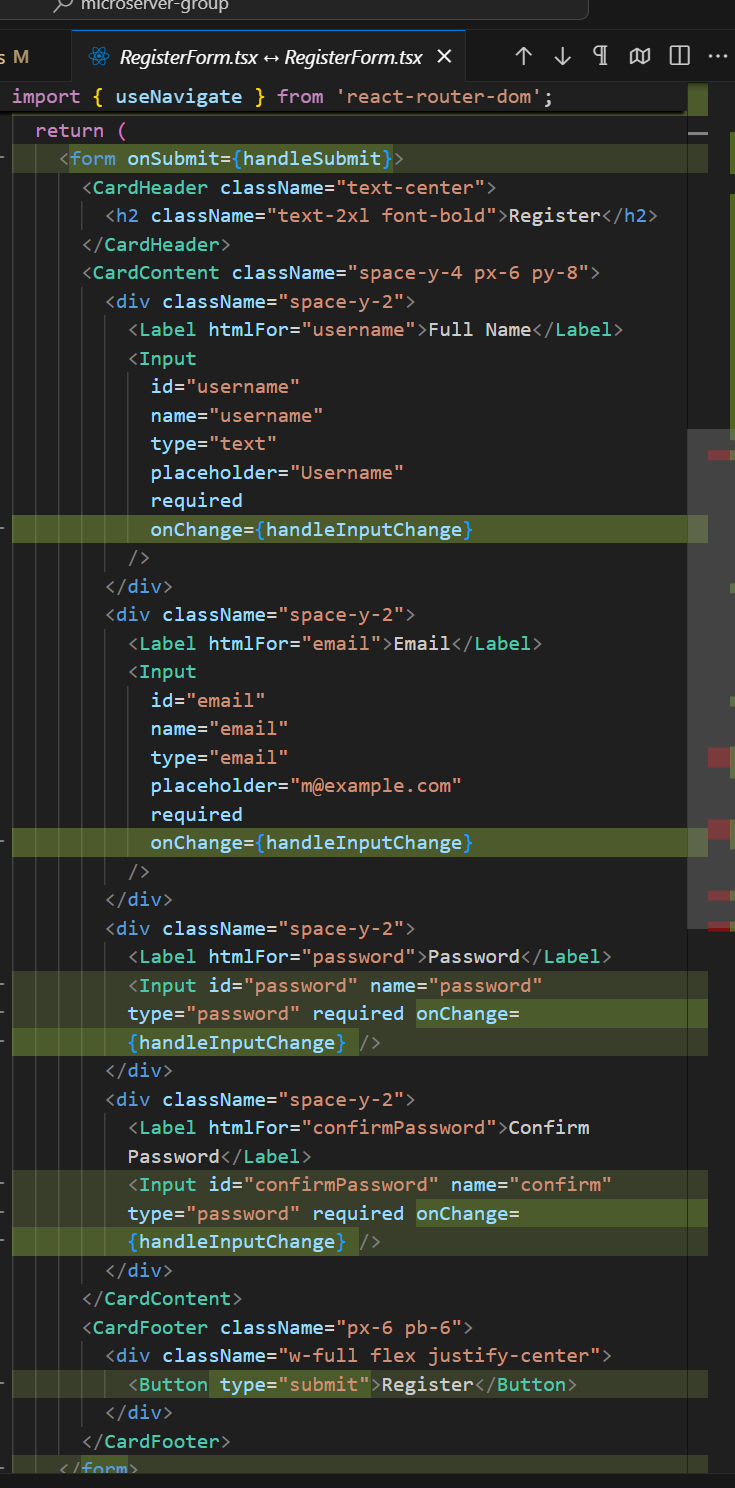 microserver-group
s M
RegisterForm.tsx ↔ RegisterForm.tsx
import { useNavigate } from 'react-router-dom';
return (
<form onSubmit={handleSubmit}>
<CardHeader className="text-center">
<h2 className="text-2xl font-bold">Register</h2>
</CardHeader>
<CardContent className="space-y-4 px-6 py-8">
<div className="space-y-2">
<Label htmlFor="username">Full Name</Label>
<Input
id="username"
name="username"
type="text"
placeholder="Username"
required
onChange={handleInputChange}
/>
</div>
<div className="space-y-2">
<Label htmlFor="email">Email</Label>
<Input
id="email"
name="email"
type="email"
placeholder="m@example.com"
required
onChange={handleInputChange}
/>
</div>
<div className="space-y-2">
<Label htmlFor="password">Password</Label>
<Input id="password" name="password"
type="password" required onChange=
{handleInputChange} />
</div>
<div className="space-y-2">
<Label htmlFor="confirmPassword">Confirm
Password</Label>
<Input id="confirmPassword" name="confirm"
type="password" required onChange=
{handleInputChange} />
</div>
</CardContent>
<CardFooter className="px-6 pb-6">
<div className="w-full flex justify-center">
<Button type="submit">Register</Button>
</div>
</CardFooter>
</form>